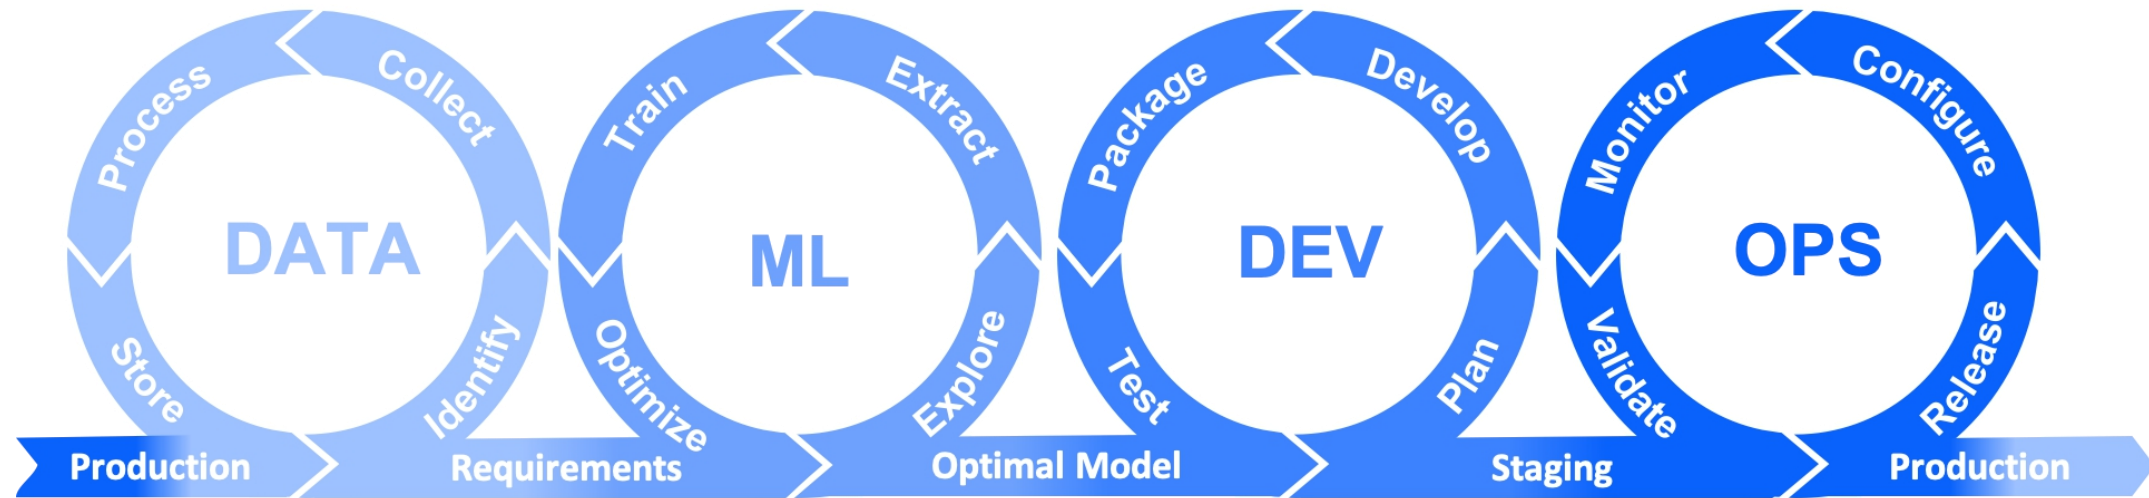 Process
Collect
Store
Identify
DATA
Train
Extract
Optimize
Explore
ML
Package
Develop
Test
Plan
DEV
Monitor
Configure
Validate
Release
OPS
Production
Requirements
Optimal Model
Staging
Production